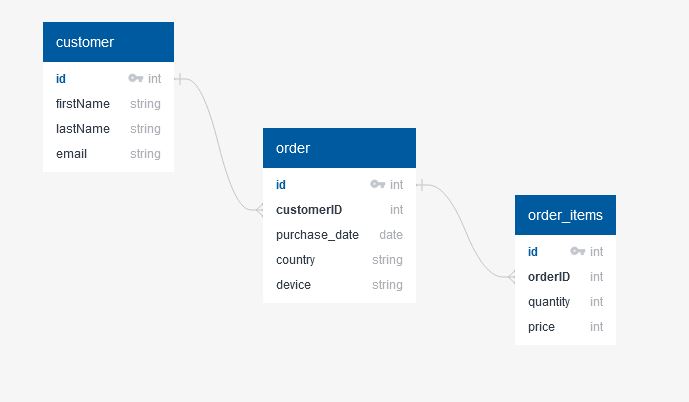 customer
id int
firstName string
lastName string
email string
order
id int
customerID int
purchase_date date
country string
device string
order_items
id int
orderID int
quantity int
price int